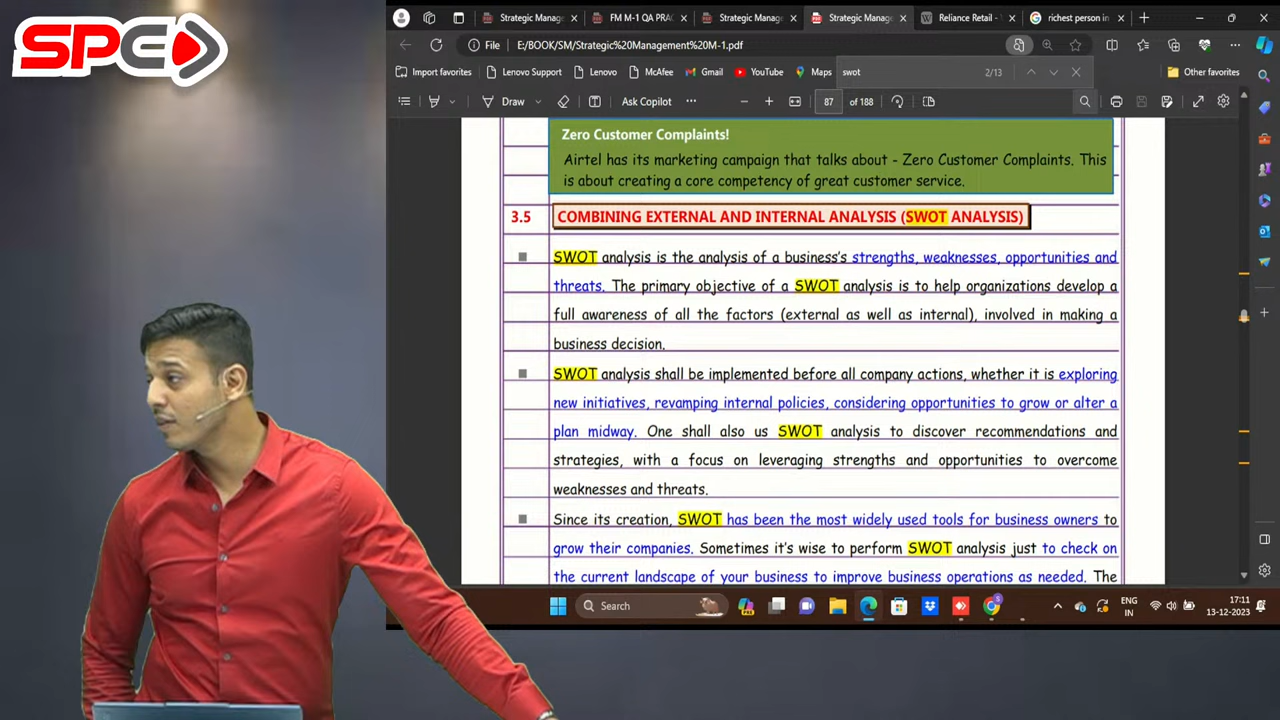 SPC
Strategic Manag
FM M-1 QA PRA
Strategic Manag
Strategic Manag
Reliance Retail -
richest person in
File
E:/BOOK/SM/Strategic%20Management%20M-1.pdf
Import favorites
Lenovo Support
Lenovo
McAfee
Gmail
YouTube
Maps
swot
2/13
Other favorites
Draw
Ask Copilot
87
of 188
Zero Customer Complaints!
Airtel has its marketing campaign that talks about - Zero Customer Complaints. This
is about creating a core competency of great customer service.
3.5 COMBINING EXTERNAL AND INTERNAL ANALYSIS (SWOT ANALYSIS)
SWOT analysis is the analysis of a business's strengths, weaknesses, opportunities and
threats. The primary objective of a SWOT analysis is to help organizations develop a
full awareness of all the factors (external as well as internal), involved in making a
business decision.
SWOT analysis shall be implemented before all company actions, whether it is exploring
new initiatives, revamping internal policies, considering opportunities to grow or alter a
plan midway. One shall also us SWOT analysis to discover recommendations and
strategies, with a focus on leveraging strengths and opportunities to overcome
weaknesses and threats.
Since its creation, SWOT has been the most widely used tools for business owners to
grow their companies. Sometimes it's wise to perform SWOT analysis just to check on
the current landscape of your business to improve business operations as needed. The
Search
ENG
IN
17:11
13-12-2023